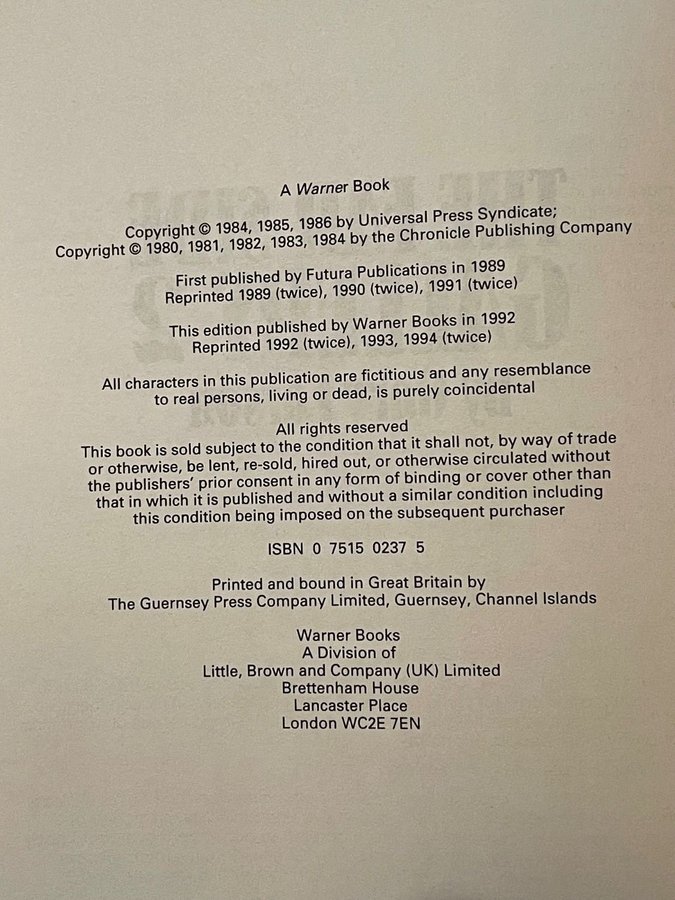 A Warner Book
Copyright © 1984, 1985, 1986 by Universal Press Syndicate;
Copyright © 1980, 1981, 1982, 1983, 1984 by the Chronicle Publishing Company
First published by Futura Publications in 1989
Reprinted 1989 (twice), 1990 (twice), 1991 (twice)
This edition published by Warner Books in 1992
Reprinted 1992 (twice), 1993, 1994 (twice)
All characters in this publication are fictitious and any resemblance
to real persons, living or dead, is purely coincidental
All rights reserved
This book is sold subject to the condition that it shall not, by way of trade
or otherwise, be lent, re-sold, hired out, or otherwise circulated without
the publishers' prior consent in any form of binding or cover other than
that in which it is published and without a similar condition including
this condition being imposed on the subsequent purchaser
ISBN 0 7515 0237 5
Printed and bound in Great Britain by
The Guernsey Press Company Limited, Guernsey, Channel Islands
Warner Books
A Division of
Little, Brown and Company (UK) Limited
Brettenham House
Lancaster Place
London WC2E 7EN